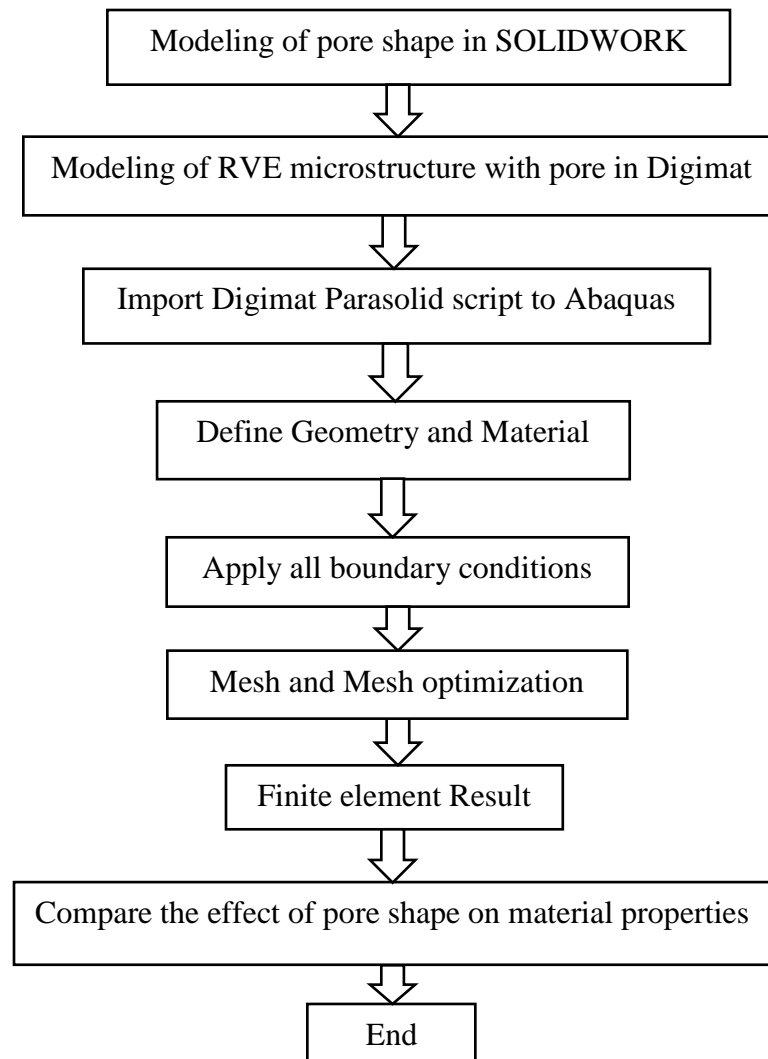 Modeling of pore shape in SOLIDWORK
Modeling of RVE microstructure with pore in Digimat
Import Digimat Parasolid script to Abaquas
Define Geometry and Material
Apply all boundary conditions
Mesh and Mesh optimization
Finite element Result
Compare the effect of pore shape on material properties
End